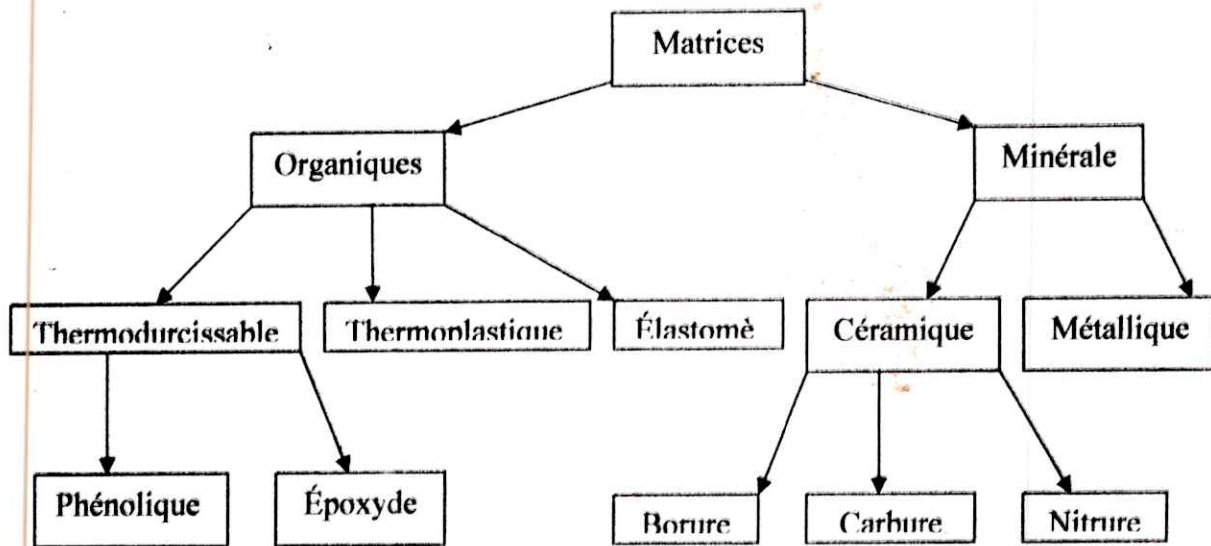 Matrices
Organiques
Minérale
Thermodurcissable
Thermoplastique
Élastomè
Céramique
Métallique
Phénolique
Époxyde
Borure
Carbure
Nitrure